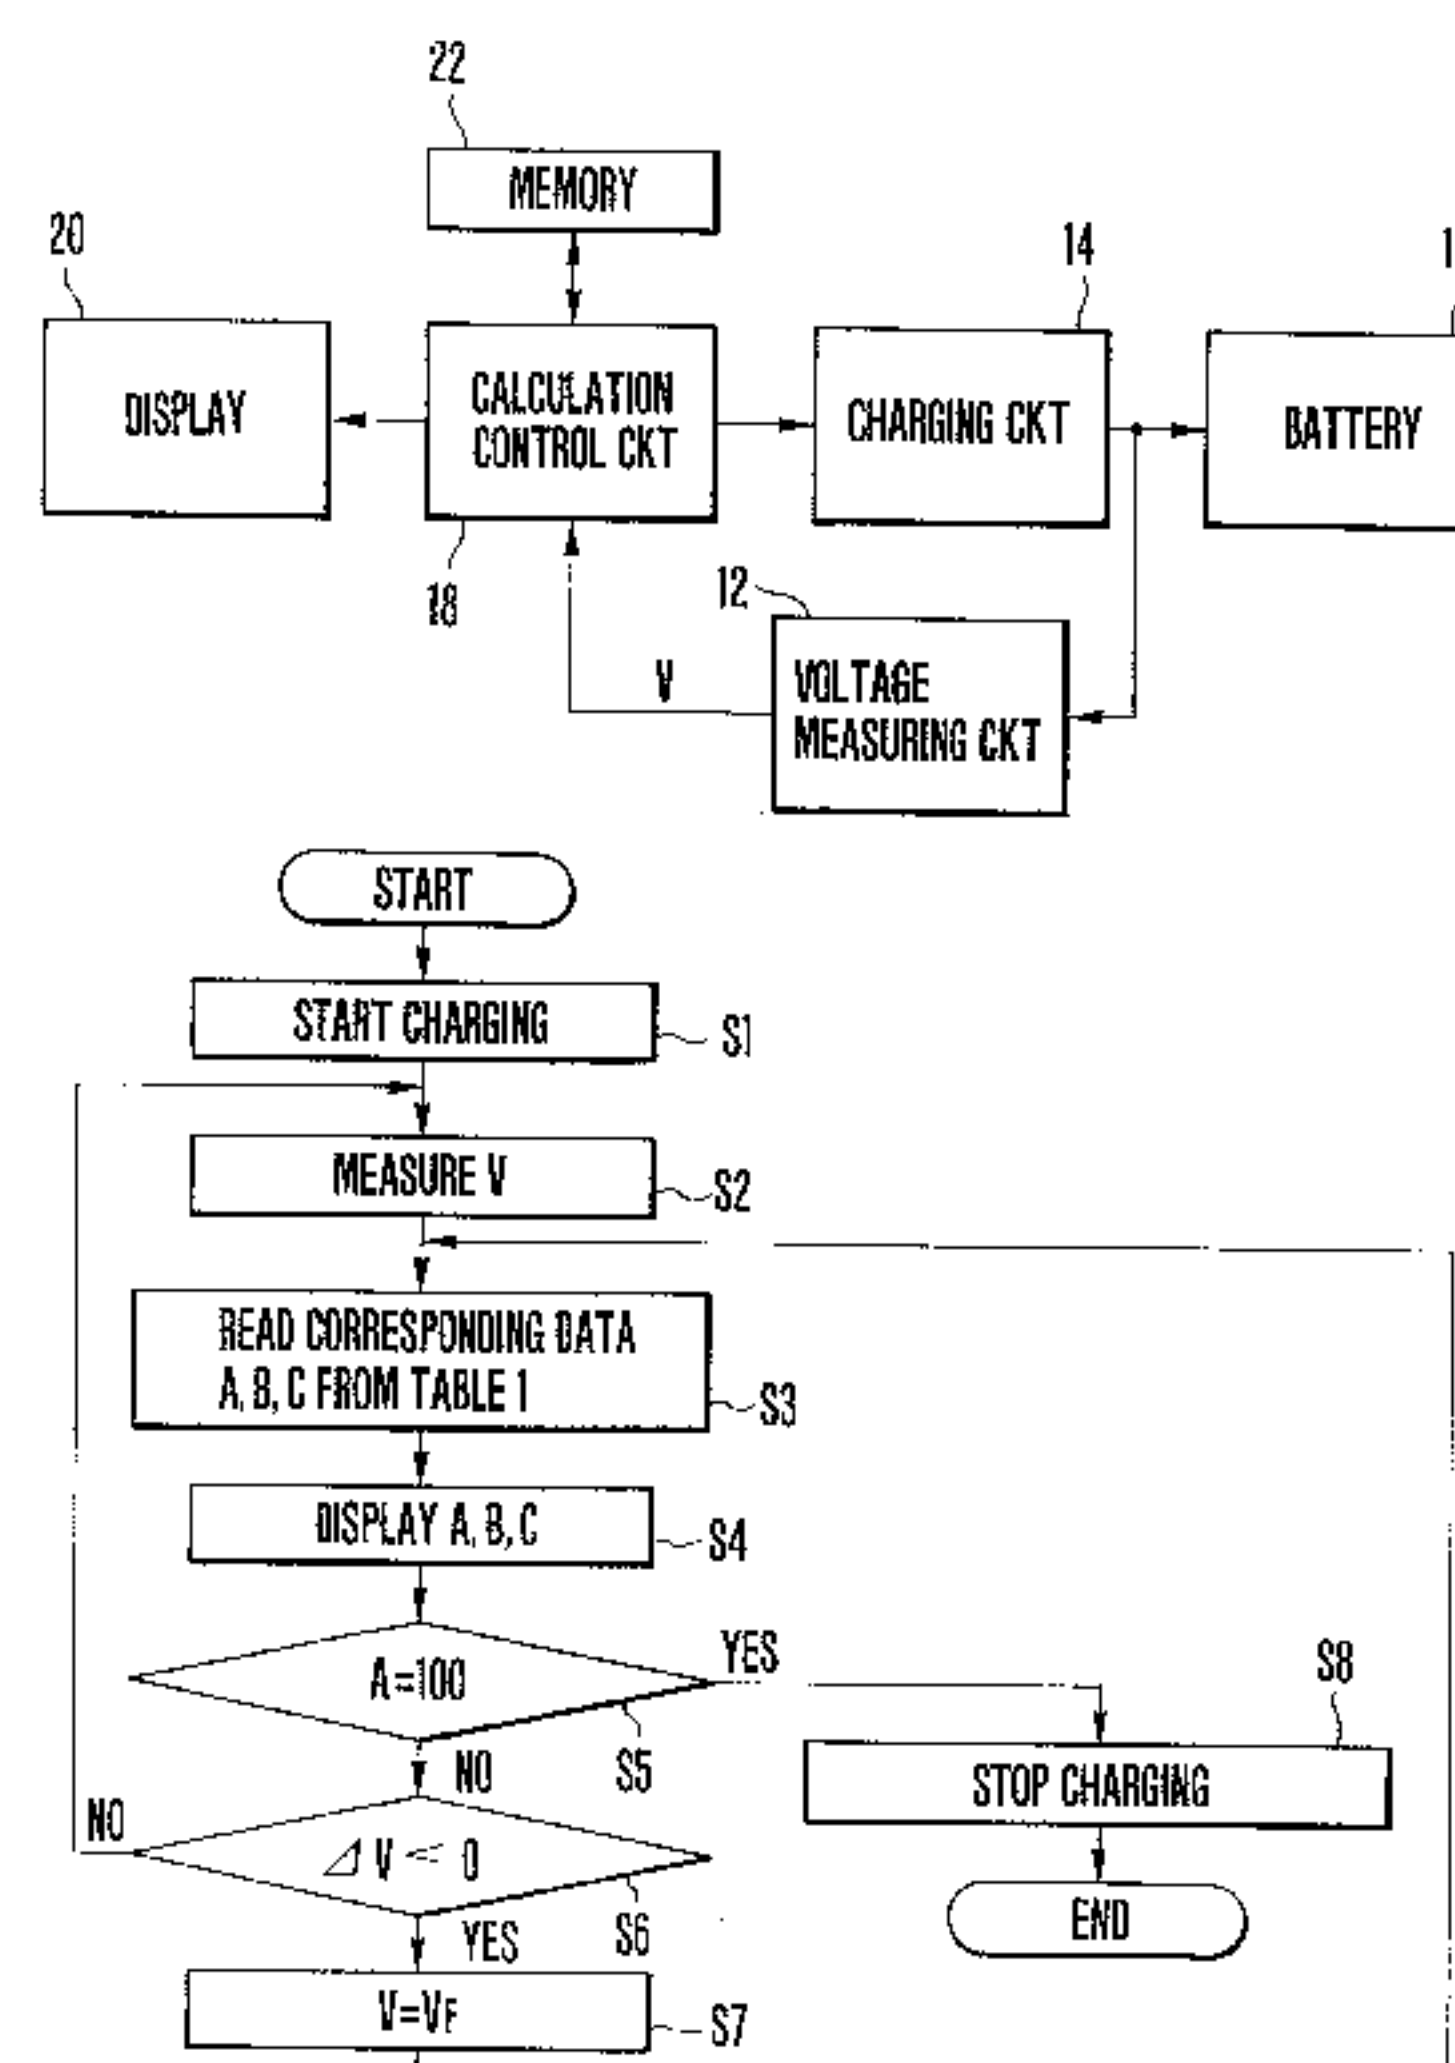 22
MEMORY
20
14
1
DISPLAY
CALCULATION
CONTROL CKT
CHARGING CKT
BATTERY
18
12
V
VOLTAGE
MEASURING CKT
START
START CHARGING
S1
MEASURE V
S2
READ CORRESPONDING DATA
A, B, C FROM TABLE 1
S3
DISPLAY A, B, C
S4
A=100
YES
S5
NO
S8
STOP CHARGING
NO
⊿V < 0
S6
YES
END
V=VF
S7